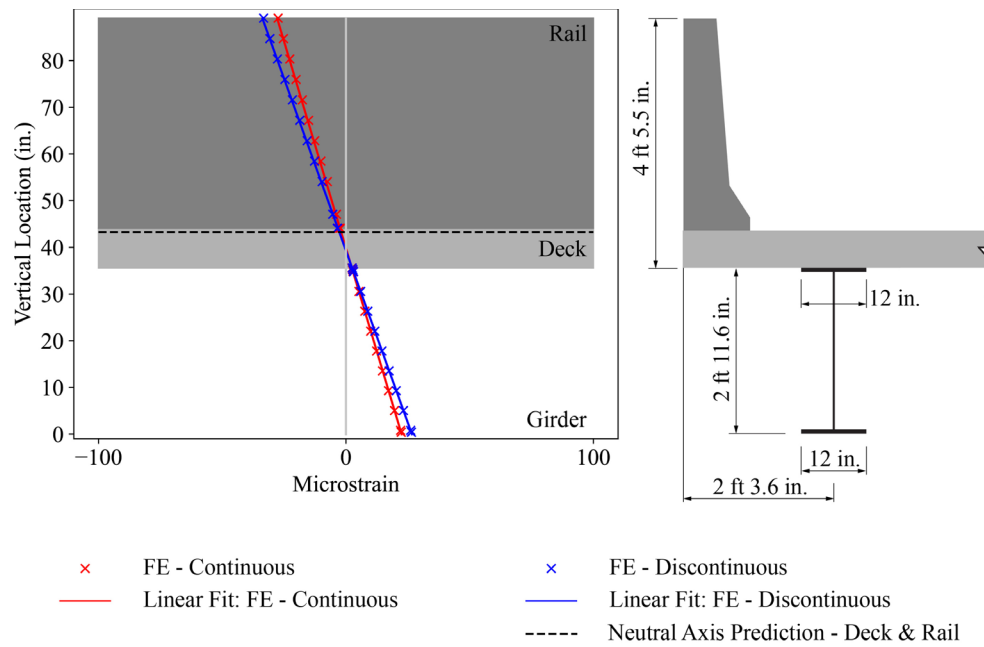 Rail
Deck
Girder
80
70
60
50
40
30
20
10
0
Vertical Location (in.)
−100
0
100
Microstrain
4 ft 5.5 in.
12 in.
2 ft 11.6 in.
12 in.
2 ft 3.6 in.
FE - Continuous
Linear Fit: FE - Continuous
FE - Discontinuous
Linear Fit: FE - Discontinuous
Neutral Axis Prediction - Deck & Rail